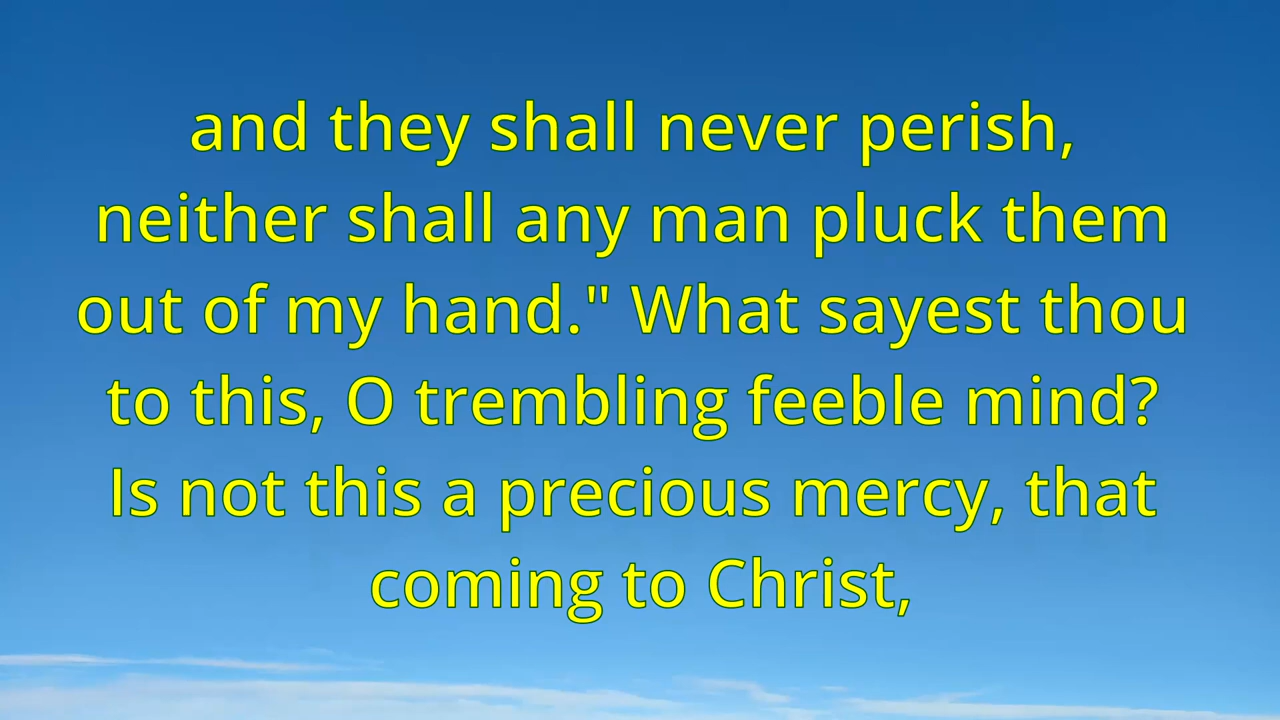 and they shall never perish,
neither shall any man pluck them
out of my hand." What sayest thou
to this, O trembling feeble mind?
Is not this a precious mercy, that
coming to Christ,